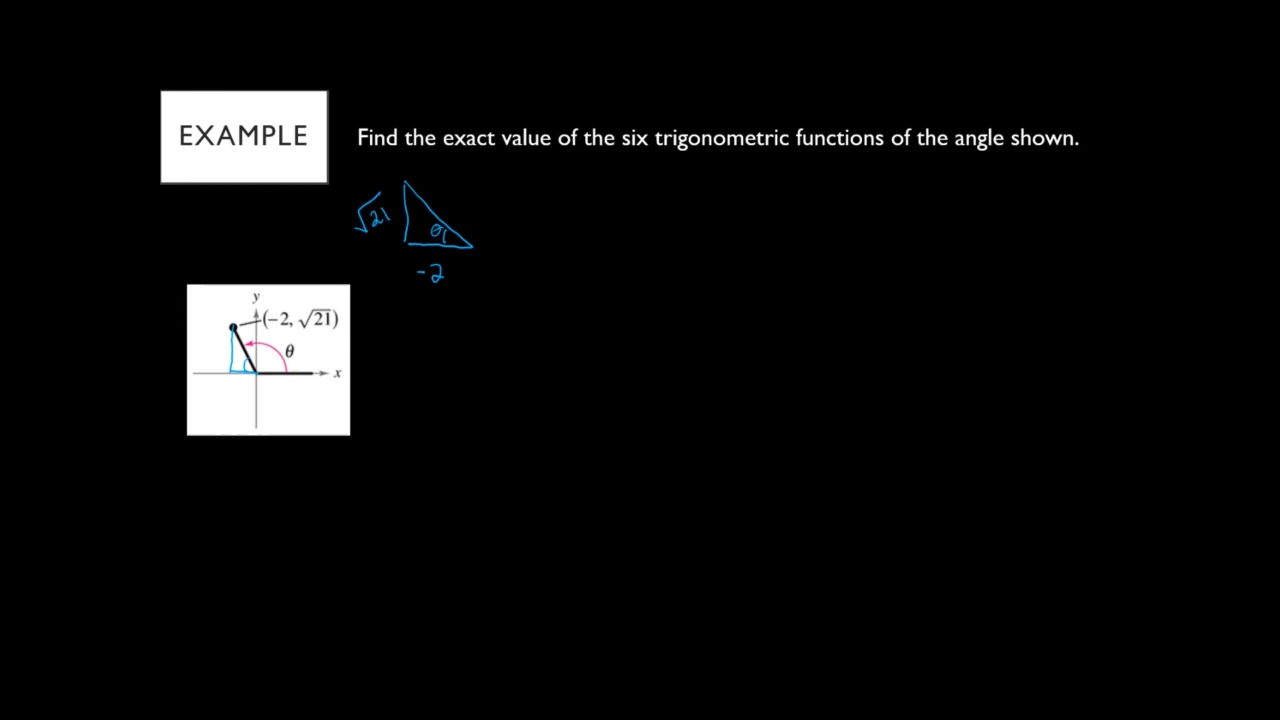 EXAMPLE
Find the exact value of the six trigonometric functions of the angle shown.
√21
θ
-2
y
(−2, √21)
θ
x